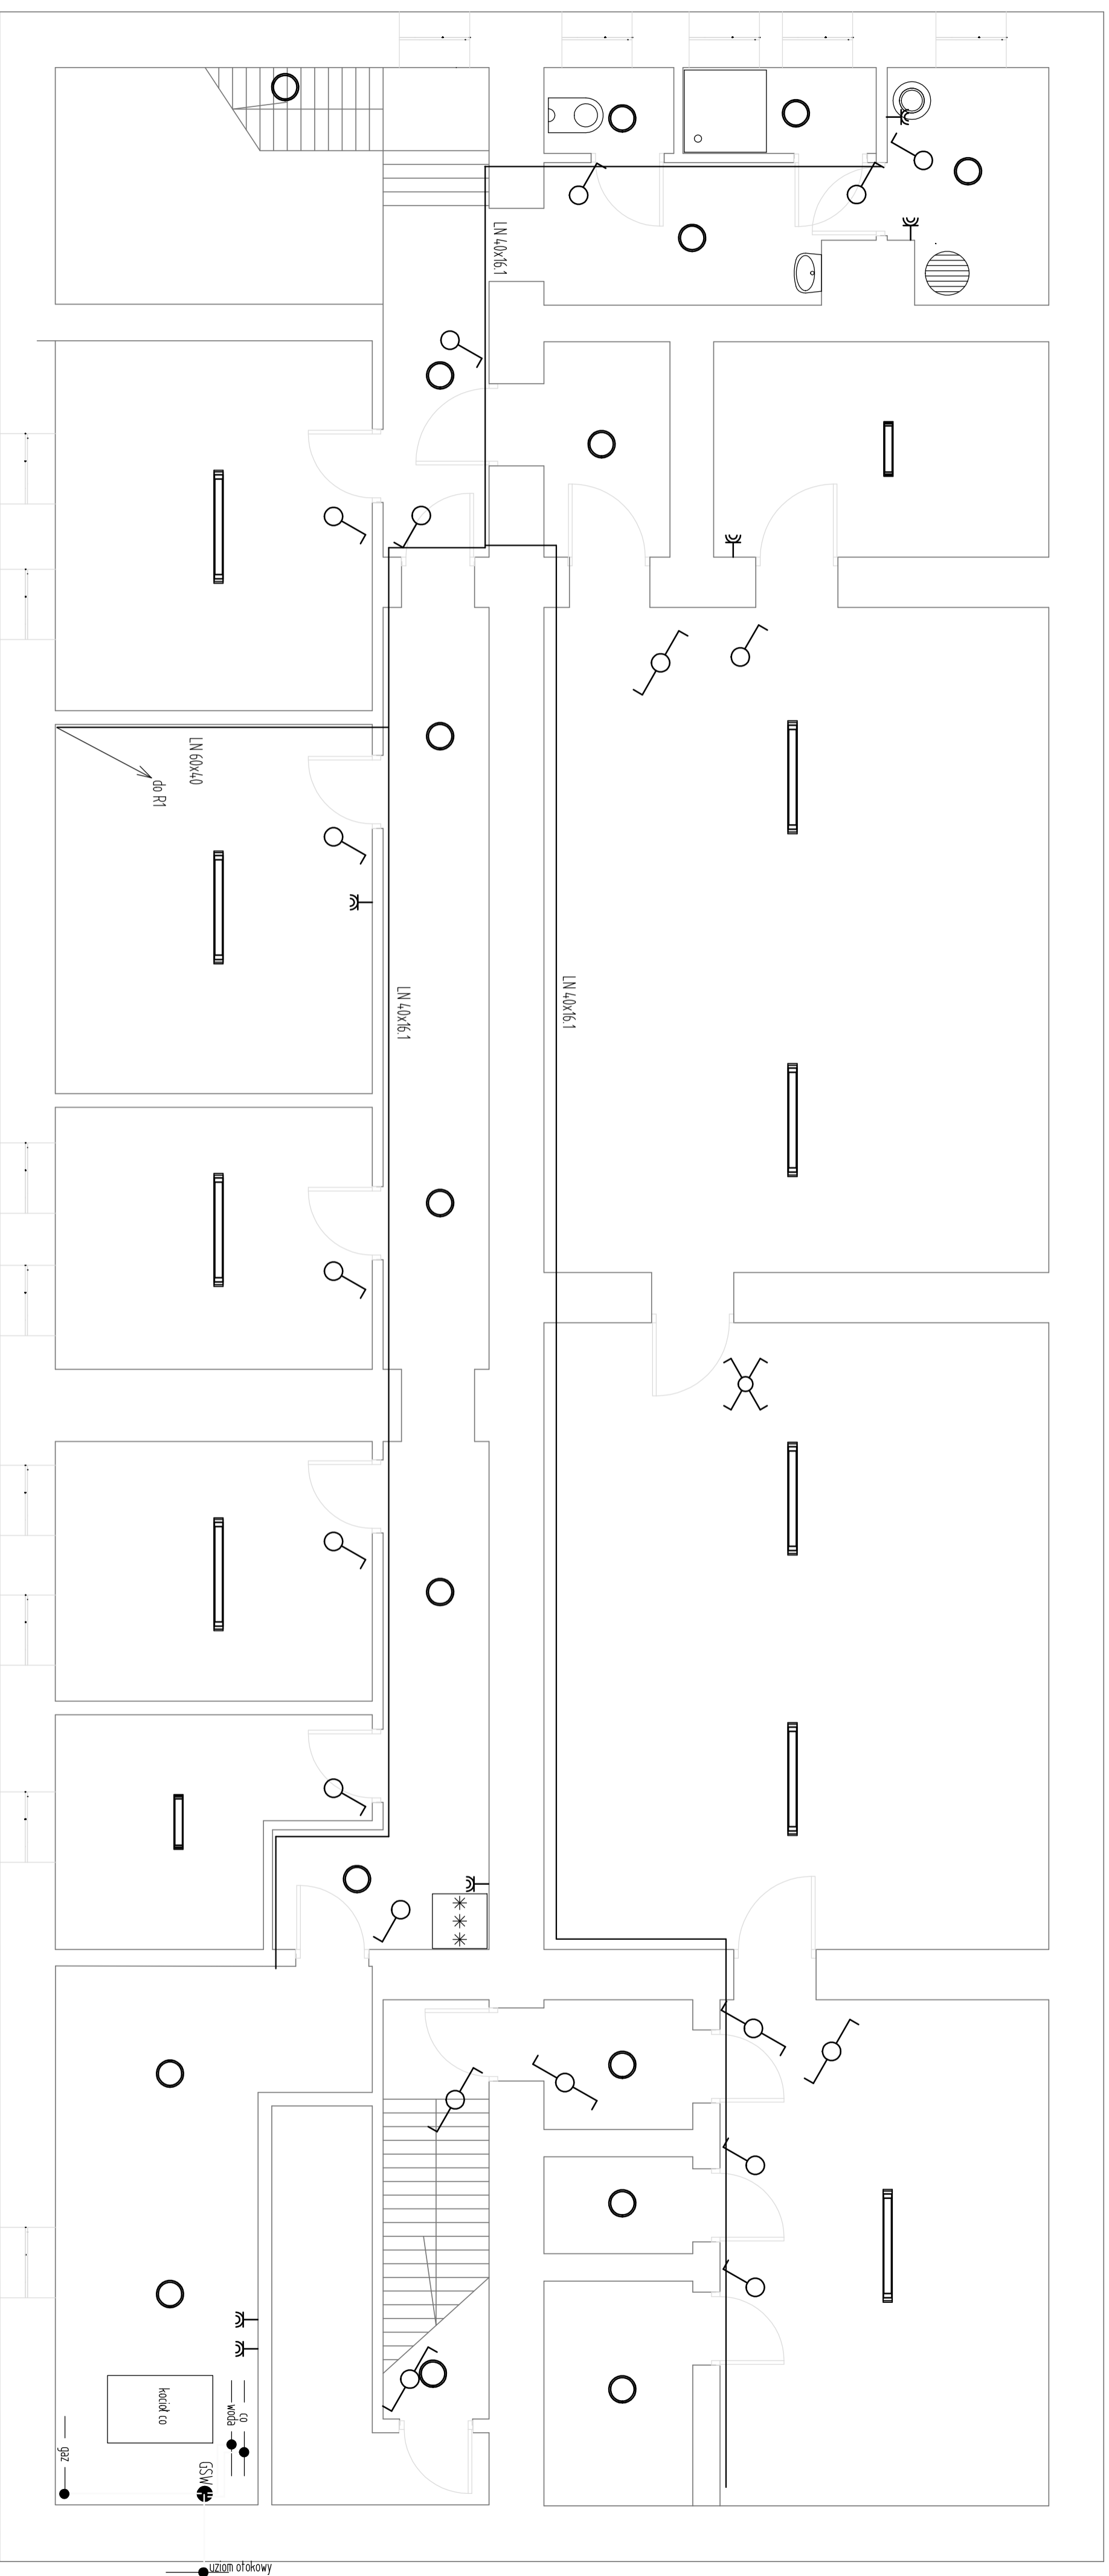 LN 40x16.1
LN 60x40
do R1
LN 40x16.1
LN 40x16.1
kocioł co
co
woda
gaz
GSW
uziom otokowy